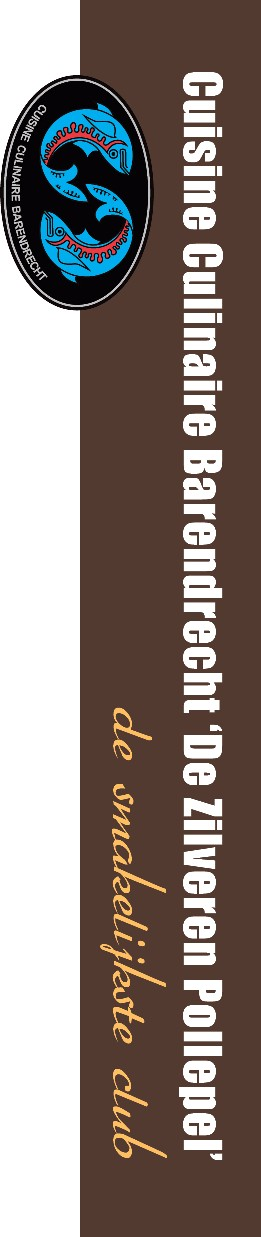 Cuisine Culinaire Barendrecht ‘De Zilveren Pollepel’
de smakelijkste club
CUISINE CULINAIRE BARENDRECHT